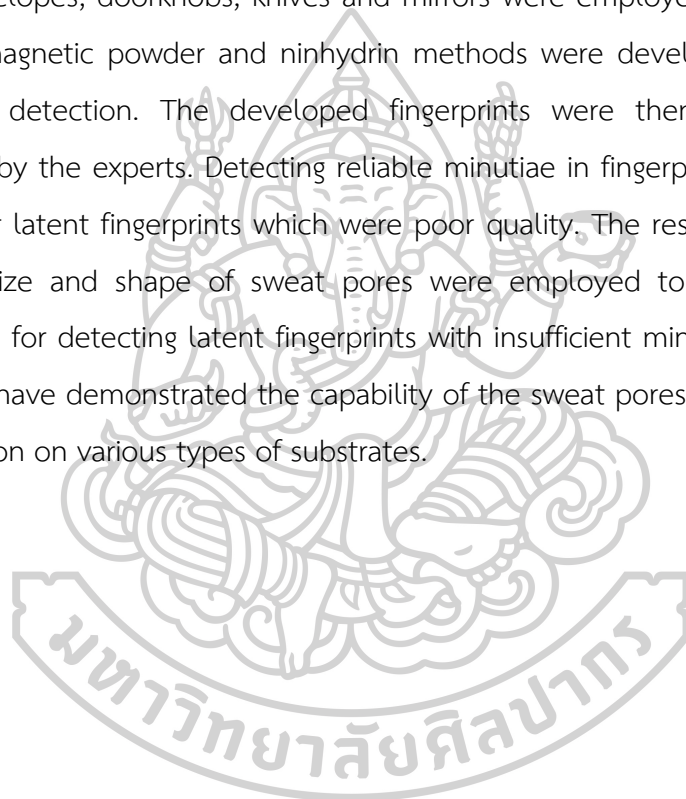 elopes, doorknobs, knives and mirrors were employe
nagnetic powder and ninhydrin methods were devel
detection. The developed fingerprints were ther
by the experts. Detecting reliable minutiae in fingerp
r latent fingerprints which were poor quality. The res
ize and shape of sweat pores were employed to
for detecting latent fingerprints with insufficient mir
have demonstrated the capability of the sweat pores
on on various types of substrates.
มหาวิทยาลัยศิลปากร